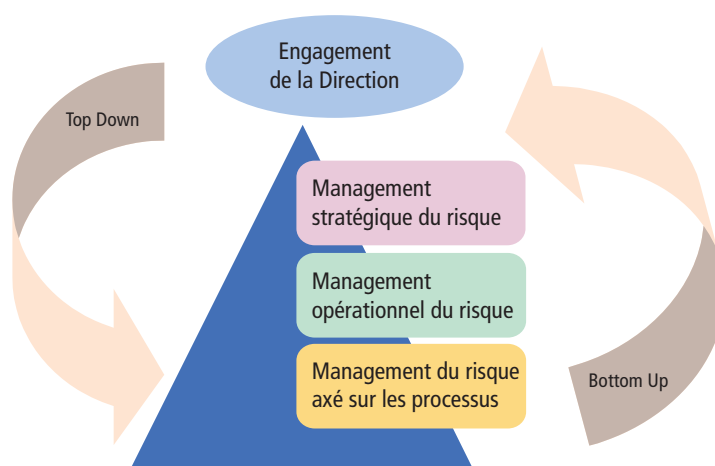 Engagement
de la Direction
Top Down
Management
stratégique du risque
Management
opérationnel du risque
Management du risque
axé sur les processus
Bottom Up